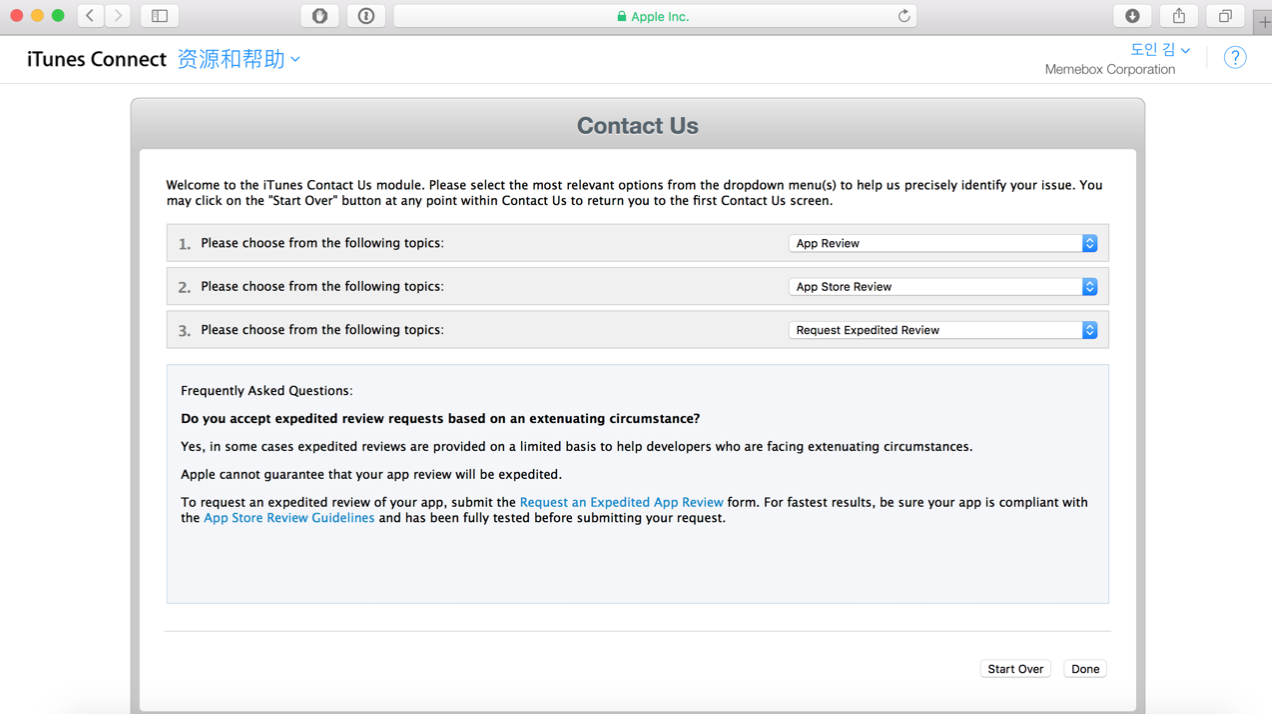 Apple Inc.
iTunes Connect 资源和帮助
도인 김
Memebox Corporation
?
Contact Us
Welcome to the iTunes Contact Us module. Please select the most relevant options from the dropdown menu(s) to help us precisely identify your issue. You
may click on the "Start Over" button at any point within Contact Us to return you to the first Contact Us screen.
1. Please choose from the following topics: App Review
2. Please choose from the following topics: App Store Review
3. Please choose from the following topics: Request Expedited Review
Frequently Asked Questions:
Do you accept expedited review requests based on an extenuating circumstance?
Yes, in some cases expedited reviews are provided on a limited basis to help developers who are facing extenuating circumstances.
Apple cannot guarantee that your app review will be expedited.
To request an expedited review of your app, submit the Request an Expedited App Review form. For fastest results, be sure your app is compliant with
the App Store Review Guidelines and has been fully tested before submitting your request.
Start Over Done